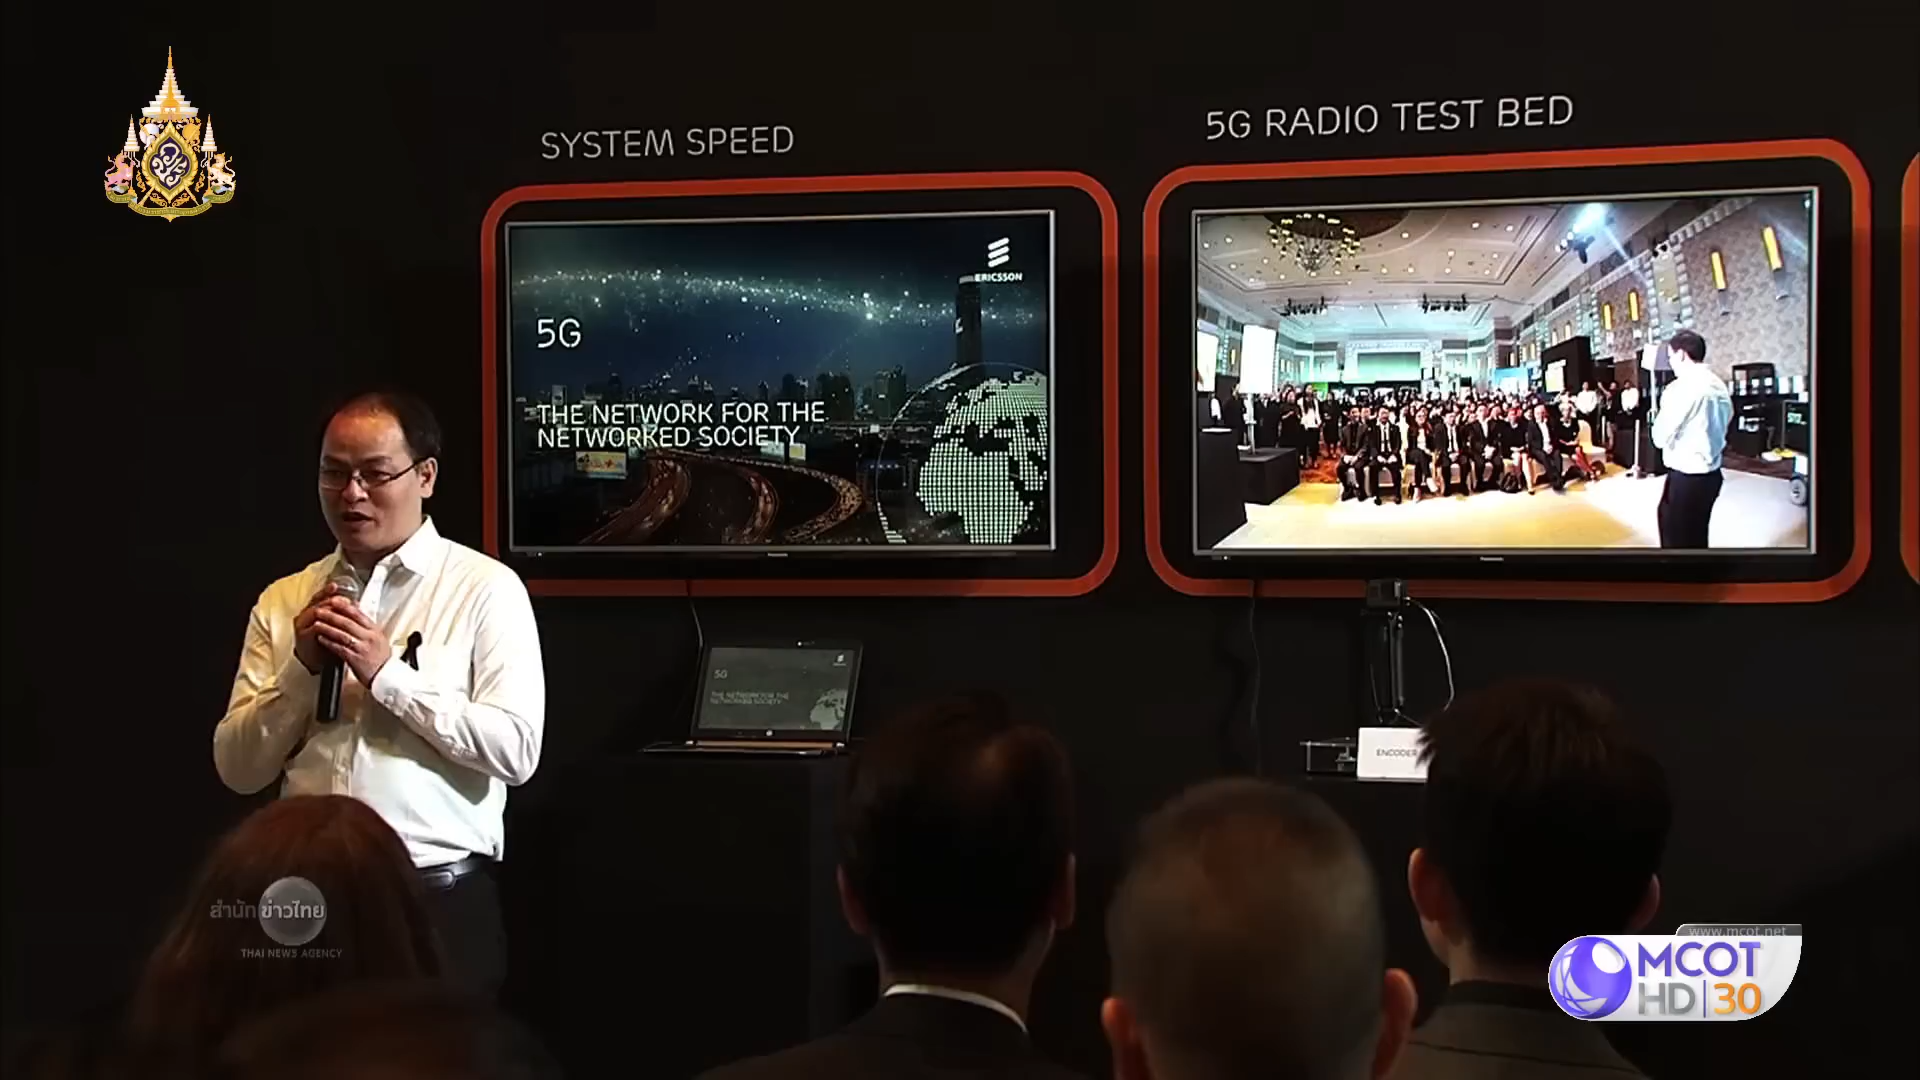 SYSTEM SPEED
5G RADIO TEST BED
ERICSSON
5G
THE NETWORK FOR THE
NETWORKED SOCIETY
5G
THE NETWORK FOR THE
NETWORKED SOCIETY
ENCODER
สำนักข่าวไทย
THAI NEWS AGENCY
www.mcot.net
MCOT
HD 30